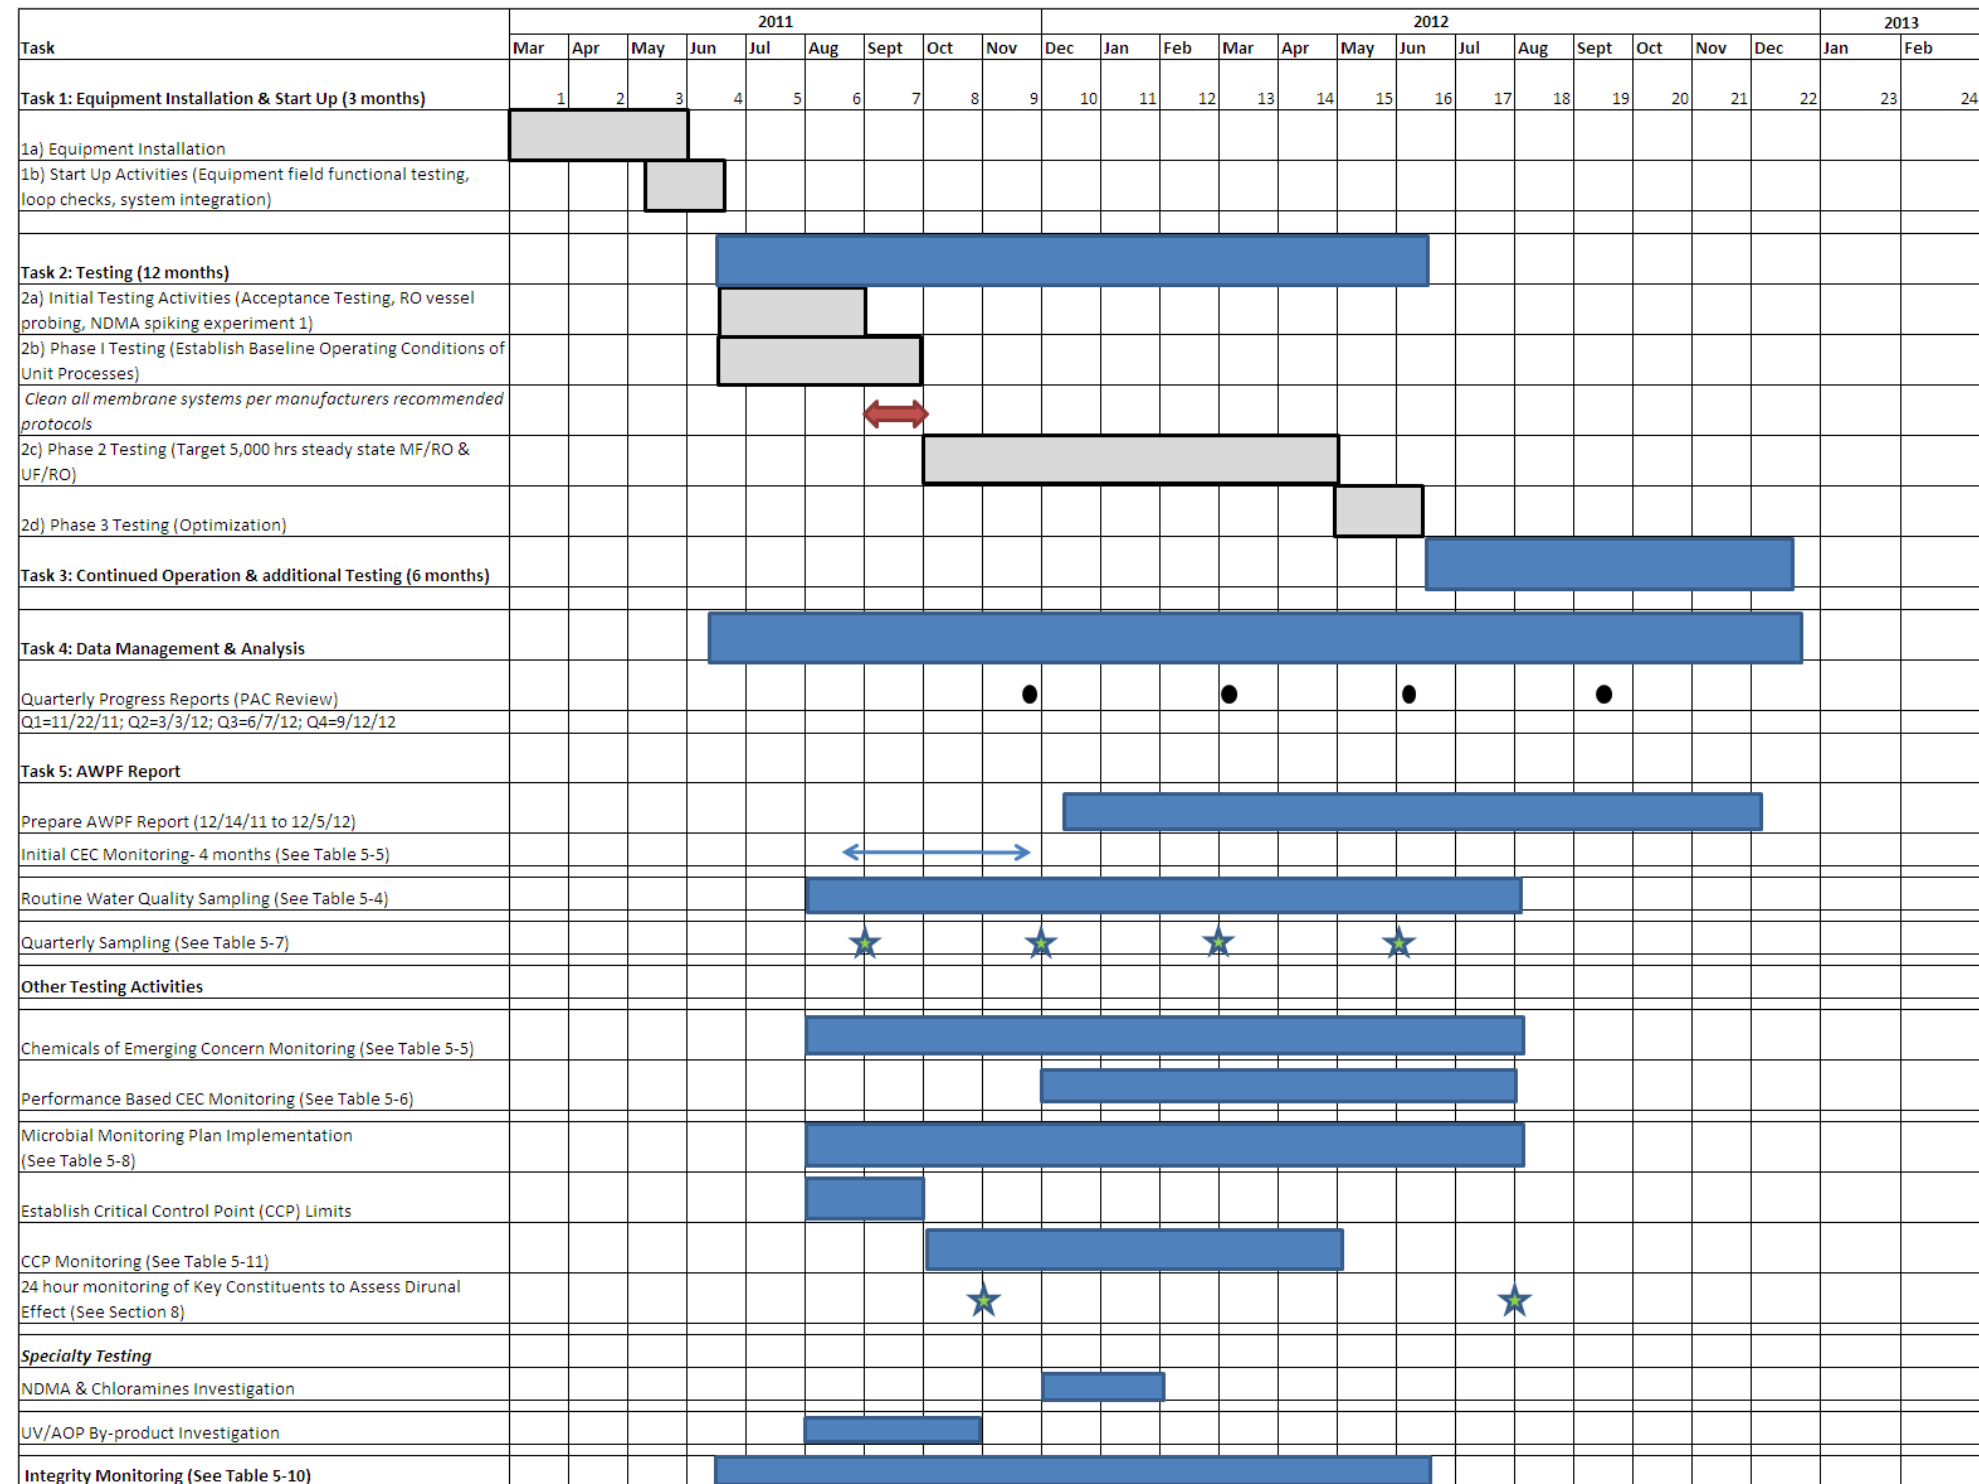 2011 2012 2013
Task Mar Apr May Jun Jul Aug Sept Oct Nov Dec Jan Feb Mar Apr May Jun Jul Aug Sept Oct Nov Dec Jan Feb
Task 1: Equipment Installation & Start Up (3 months) 1 2 3 4 5 6 7 8 9 10 11 12 13 14 15 16 17 18 19 20 21 22 23 24
1a) Equipment Installation
1b) Start Up Activities (Equipment field functional testing,
loop checks, system integration)
Task 2: Testing (12 months)
2a) Initial Testing Activities (Acceptance Testing, RO vessel
probing, NDMA spiking experiment 1)
2b) Phase I Testing (Establish Baseline Operating Conditions of
Unit Processes)
Clean all membrane systems per manufacturers recommended
protocols
2c) Phase 2 Testing (Target 5,000 hrs steady state MF/RO &
UF/RO)
2d) Phase 3 Testing (Optimization)
Task 3: Continued Operation & additional Testing (6 months)
Task 4: Data Management & Analysis
Quarterly Progress Reports (PAC Review)
Q1=11/22/11; Q2=3/3/12; Q3=6/7/12; Q4=9/12/12
Task 5: AWPF Report
Prepare AWPF Report (12/14/11 to 12/5/12)
Initial CEC Monitoring- 4 months (See Table 5-5)
Routine Water Quality Sampling (See Table 5-4)
Quarterly Sampling (See Table 5-7)
Other Testing Activities
Chemicals of Emerging Concern Monitoring (See Table 5-5)
Performance Based CEC Monitoring (See Table 5-6)
Microbial Monitoring Plan Implementation
(See Table 5-8)
Establish Critical Control Point (CCP) Limits
CCP Monitoring (See Table 5-11)
24 hour monitoring of Key Constituents to Assess Dirunal
Effect (See Section 8)
Specialty Testing
NDMA & Chloramines Investigation
UV/AOP By-product Investigation
Integrity Monitoring (See Table 5-10)